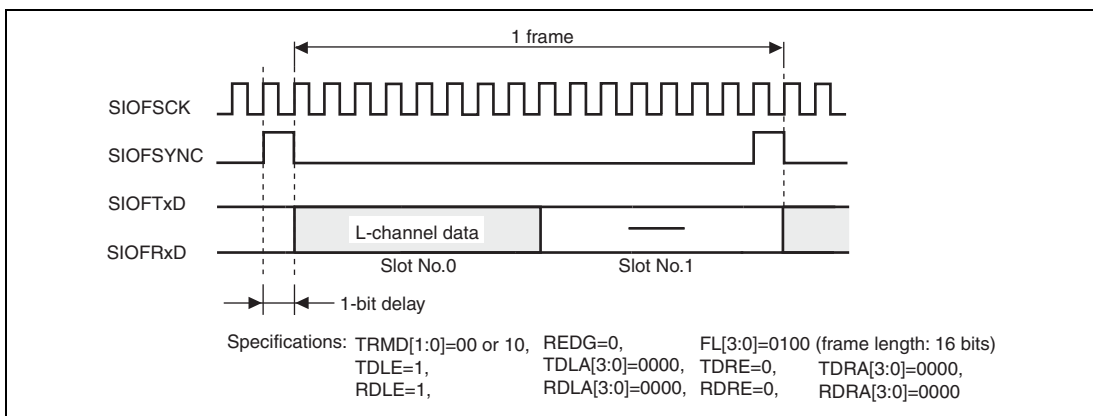 1 frame
SIOFSCK
SIOFSYNC
SIOFTxD
L-channel data
SIOFRxD
Slot No.0 Slot No.1
1-bit delay
Specifications: TRMD[1:0]=00 or 10, REDG=0, FL[3:0]=0100 (frame length: 16 bits)
TDLE=1, TDLA[3:0]=0000, TDRE=0, TDRA[3:0]=0000,
RDLE=1, RDLA[3:0]=0000, RDRE=0, RDRA[3:0]=0000